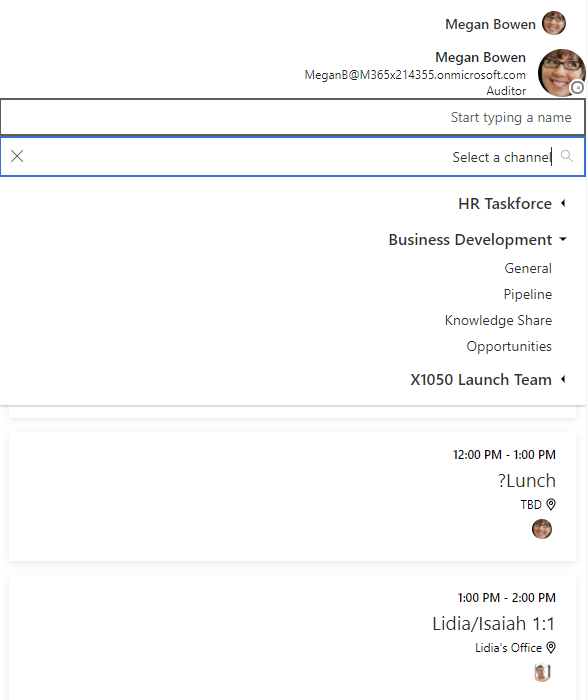 Megan Bowen
Megan Bowen
MeganB@M365x214355.onmicrosoft.com
Auditor
Start typing a name
Select a channel
HR Taskforce
Business Development
General
Pipeline
Knowledge Share
Opportunities
X1050 Launch Team
12:00 PM - 1:00 PM
?Lunch
TBD
1:00 PM - 2:00 PM
Lidia/Isaiah 1:1
Lidia's Office